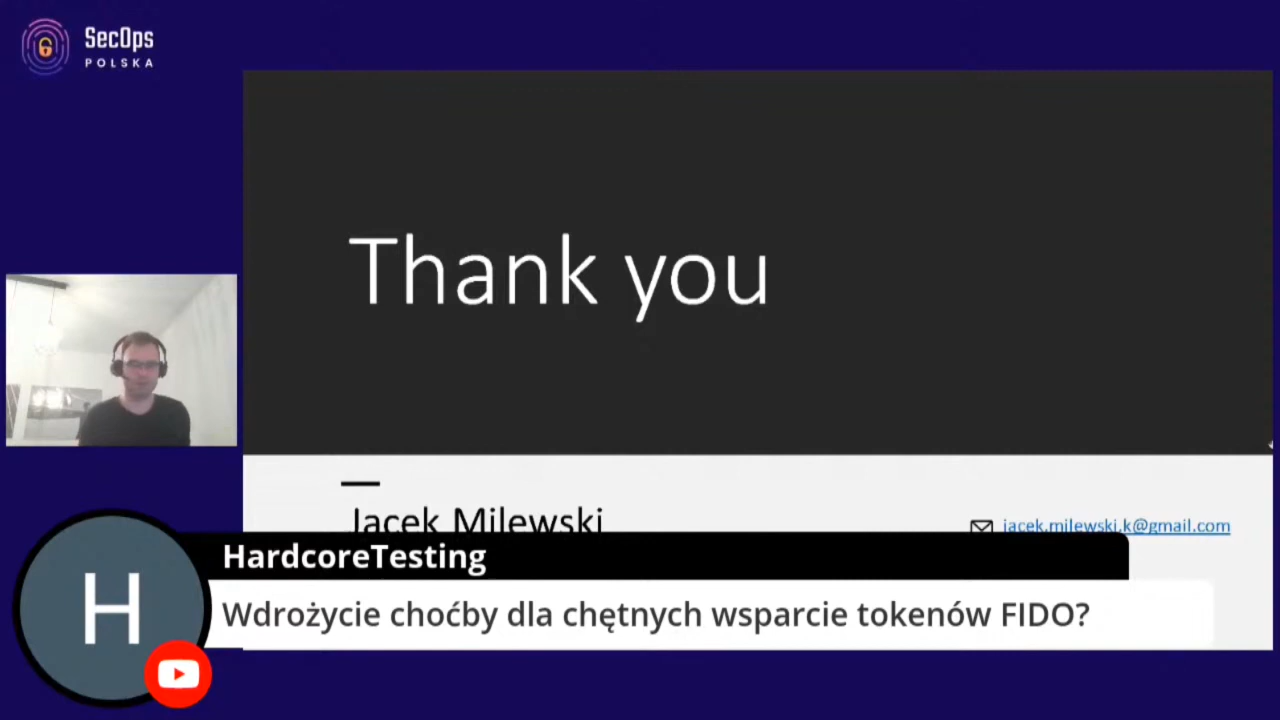 SecOps
POLSKA
Thank you
Jacek Milewski
jacek.milewski.k@gmail.com
HardcoreTesting
Wdrożycie choćby dla chętnych wsparcie tokenów FIDO?
H